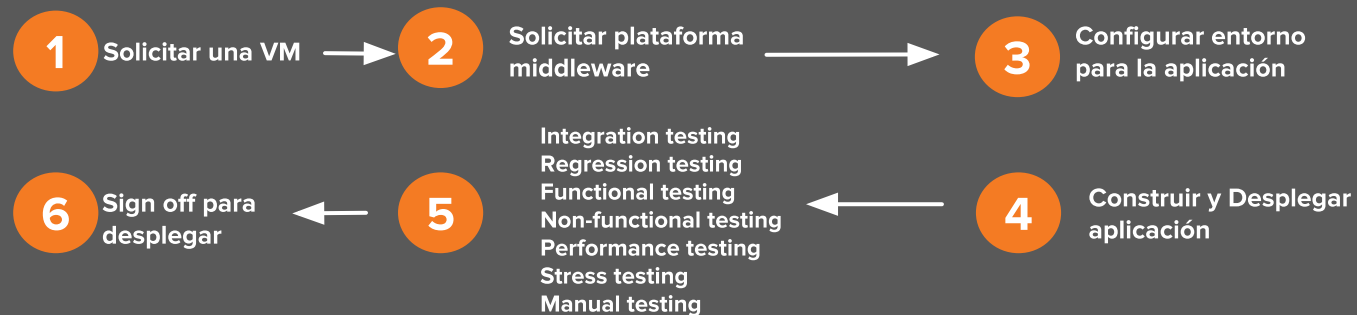 1
Solicitar una VM
2
Solicitar plataforma
middleware
3
Configurar entorno
para la aplicación
4
Construir y Desplegar
aplicación
5
Integration testing
Regression testing
Functional testing
Non-functional testing
Performance testing
Stress testing
Manual testing
6
Sign off para
desplegar